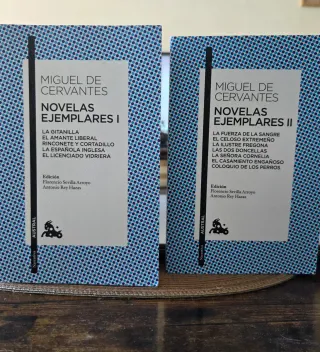 MIGUEL DE
CERVANTES
NOVELAS
EJEMPLARES I
LA GITANILLA
EL AMANTE LIBERAL
RINCONETE Y CORTADILLO
LA ESPAÑOLA INGLESA
EL LICENCIADO VIDRIERA
Edición
Florencio Sevilla Arroyo
Antonio Rey Hazas
AUSTRAL
MIGUEL DE
CERVANTES
NOVELAS
EJEMPLARES II
LA FUERZA DE LA SANGRE
EL CELOSO EXTREMEÑO
LA ILUSTRE FREGONA
LAS DOS DONCELLAS
LA SEÑORA CORNELIA
EL CASAMIENTO ENGAÑOSO
COLOQUIO DE LOS PERROS
Edición
Florencio Sevilla Arroyo
Antonio Rey Hazas
AUSTRAL